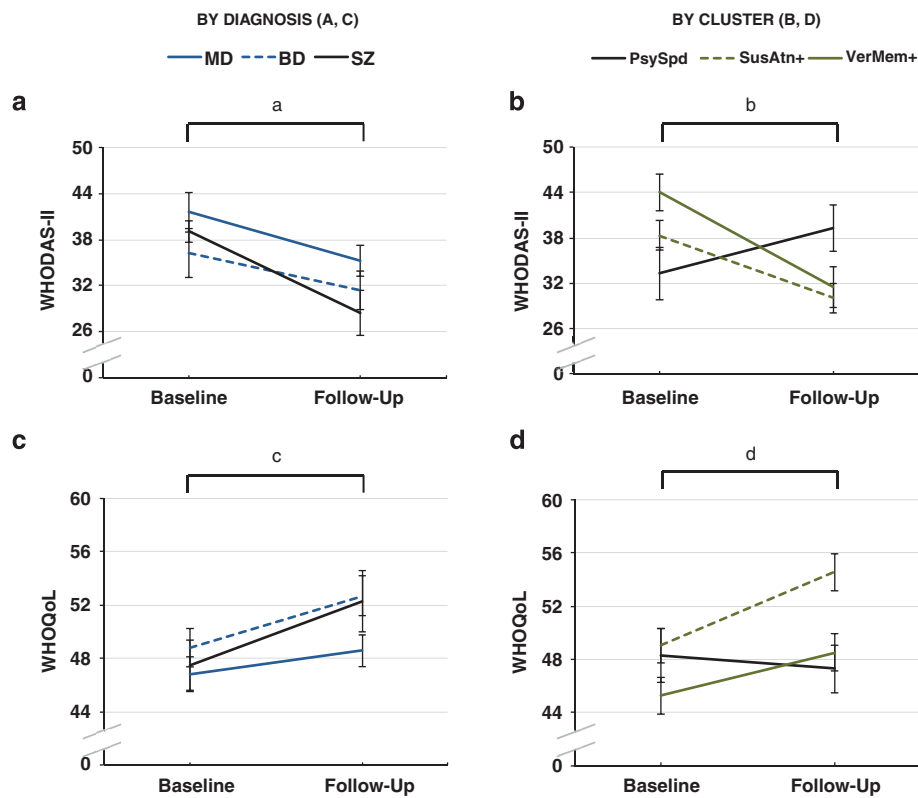 BY DIAGNOSIS (A, C)
MD BD SZ
BY CLUSTER (B, D)
PsySpd SusAtn+ VerMem+
a
a
WHODAS-II
50
44
38
32
26
0
Baseline Follow-Up
b
b
WHODAS-II
50
44
38
32
26
0
Baseline Follow-Up
c
c
WHOQoL
60
56
52
48
44
0
Baseline Follow-Up
d
d
WHOQoL
60
56
52
48
44
0
Baseline Follow-Up